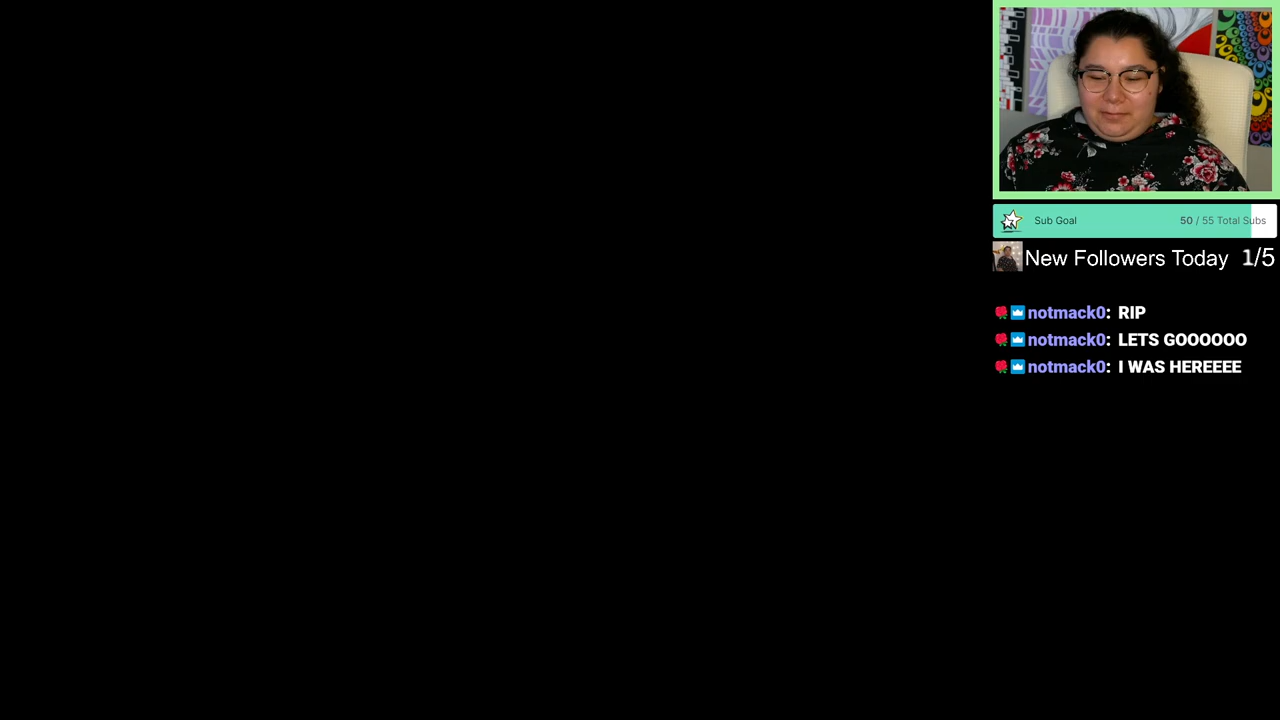 Sub Goal 50 / 55 Total Subs
New Followers Today 1/5
notmack0: RIP
notmack0: LETS GOOOOOO
notmack0: I WAS HEREEEE